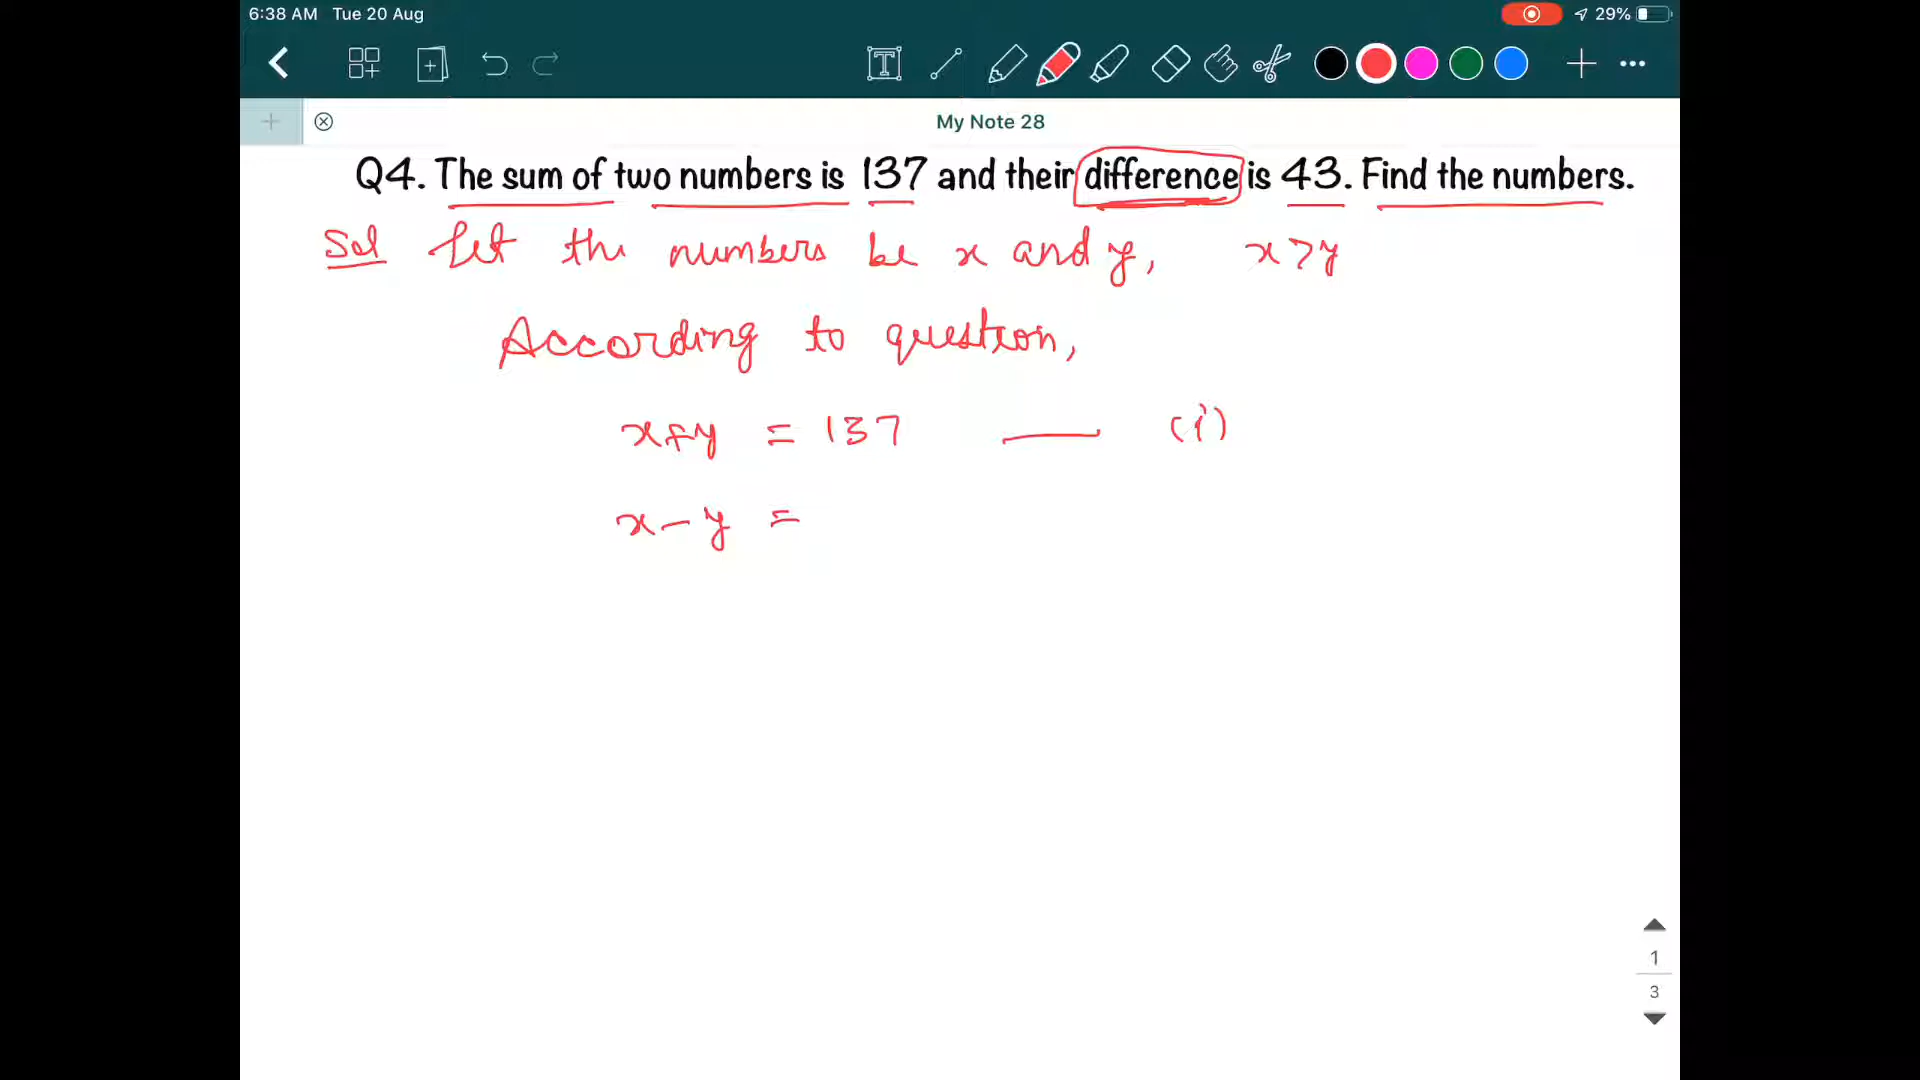 6:38 AM Tue 20 Aug 29%
T
My Note 28
Q4. The sum of two numbers is 137 and their difference is 43. Find the numbers.
Sol Let the numbers be x and y, x>y
According to question,
x+y = 137 —— (i)
x-y =
1
3